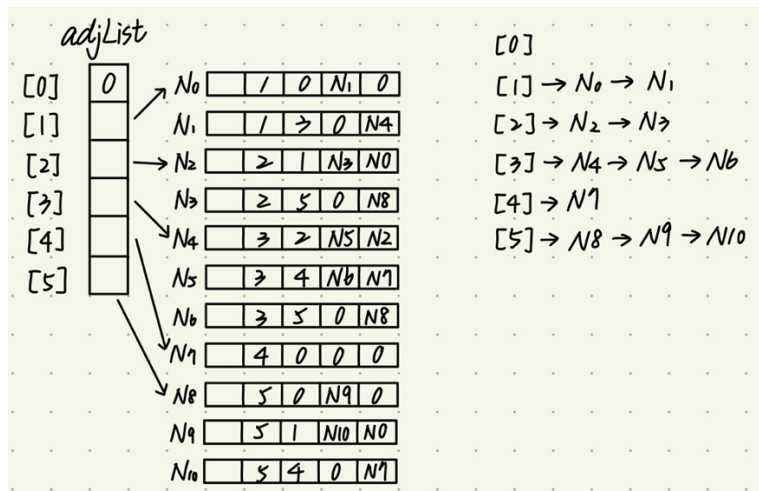 adjList
[0] 0
[1]
[2]
[3]
[4]
[5]
N0 1 0 N1 0
N1 1 3 0 N4
N2 2 1 N3 N0
N3 2 5 0 N8
N4 3 2 N5 N2
N5 3 4 N6 N7
N6 3 5 0 N8
N7 4 0 0 0
N8 5 0 N9 0
N9 5 1 N10 N0
N10 5 4 0 N7
[0]
[1] → N0 → N1
[2] → N2 → N3
[3] → N4 → N5 → N6
[4] → N7
[5] → N8 → N9 → N10